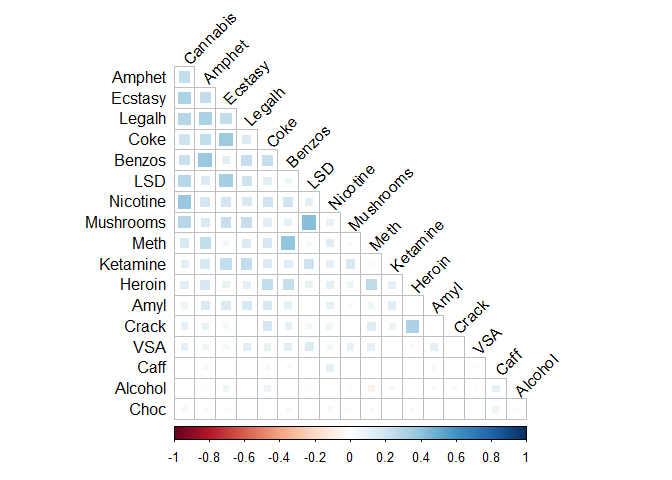 Cannabis
Amphet
Ecstasy
Legalh
Coke
Benzos
LSD
Nicotine
Mushrooms
Meth
Ketamine
Heroin
Amyl
Crack
VSA
Caff
Alcohol
Amphet
Ecstasy
Legalh
Coke
Benzos
LSD
Nicotine
Mushrooms
Meth
Ketamine
Heroin
Amyl
Crack
VSA
Caff
Alcohol
Choc
-1 -0.8 -0.6 -0.4 -0.2 0 0.2 0.4 0.6 0.8 1